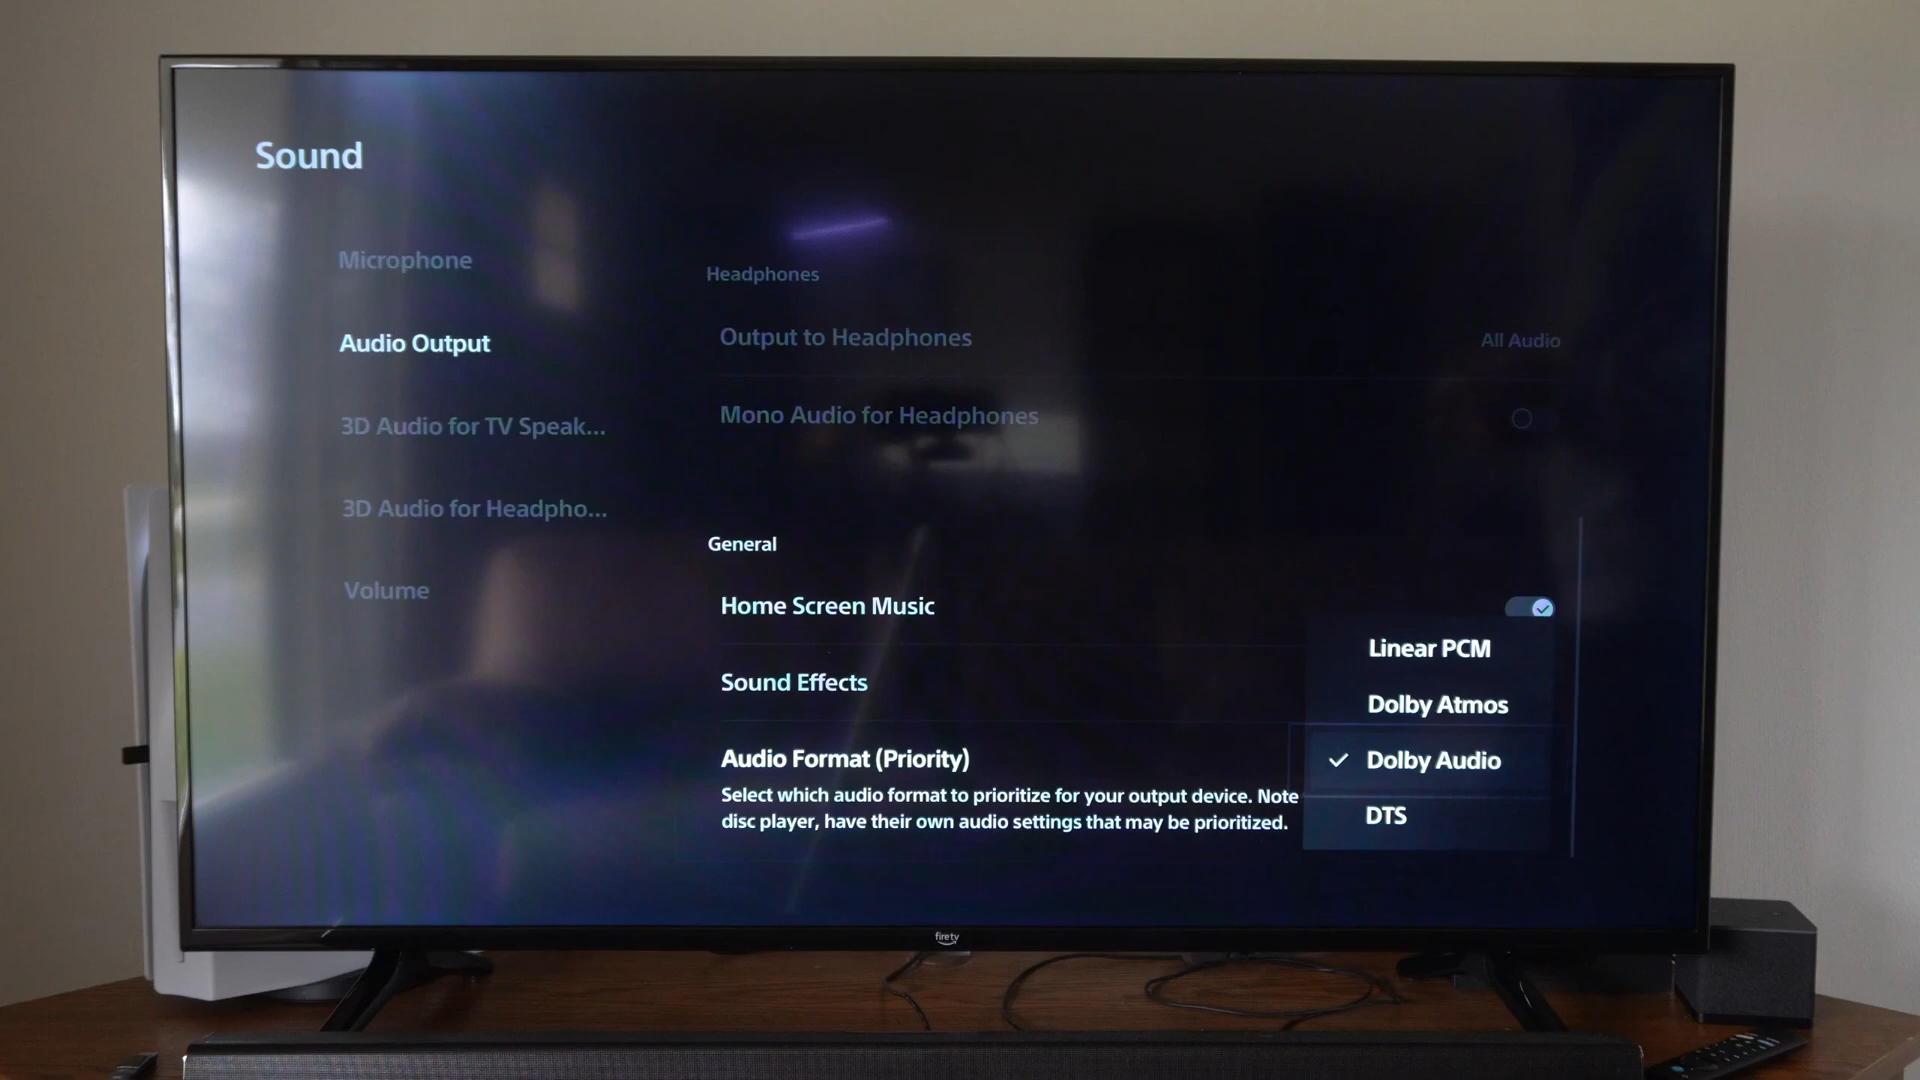 Sound
Microphone
Audio Output
3D Audio for TV Speak...
3D Audio for Headpho...
Volume
Headphones
Output to Headphones
All Audio
Mono Audio for Headphones
General
Home Screen Music
Sound Effects
Audio Format (Priority)
Select which audio format to prioritize for your output device. Note
disc player, have their own audio settings that may be prioritized.
Linear PCM
Dolby Atmos
Dolby Audio
DTS
firetv